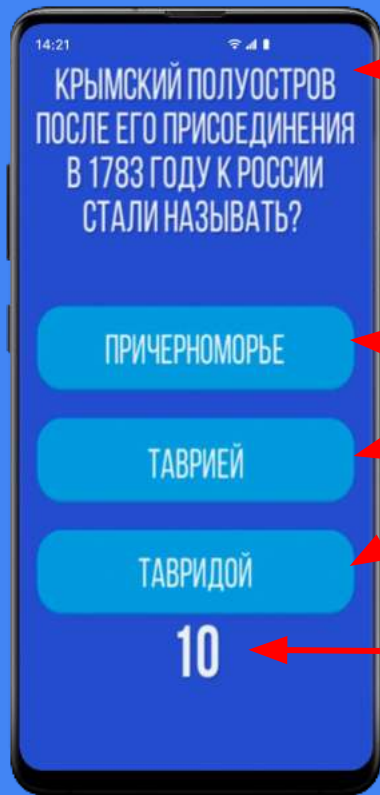 14:21
КРЫМСКИЙ ПОЛУОСТРОВ
ПОСЛЕ ЕГО ПРИСОЕДИНЕНИЯ
В 1783 ГОДУ К РОССИИ
СТАЛИ НАЗЫВАТЬ?
ПРИЧЕРНОМОРЬЕ
ТАВРИЕЙ
ТАВРИДОЙ
10